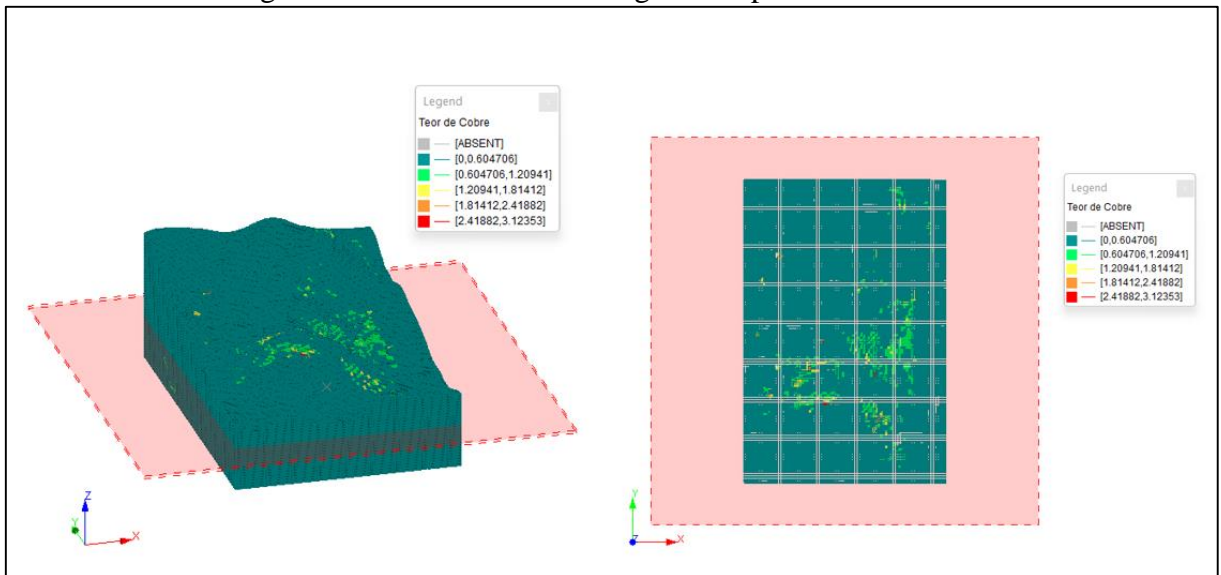 Legend
Teor de Cobre
[ABSENT]
[0,0.604706]
[0.604706,1.20941]
[1.20941,1.81412]
[1.81412,2.41882]
[2.41882,3.12353]
Z
Y
X
Legend
Teor de Cobre
[ABSENT]
[0,0.604706]
[0.604706,1.20941]
[1.20941,1.81412]
[1.81412,2.41882]
[2.41882,3.12353]
Y
Z
X